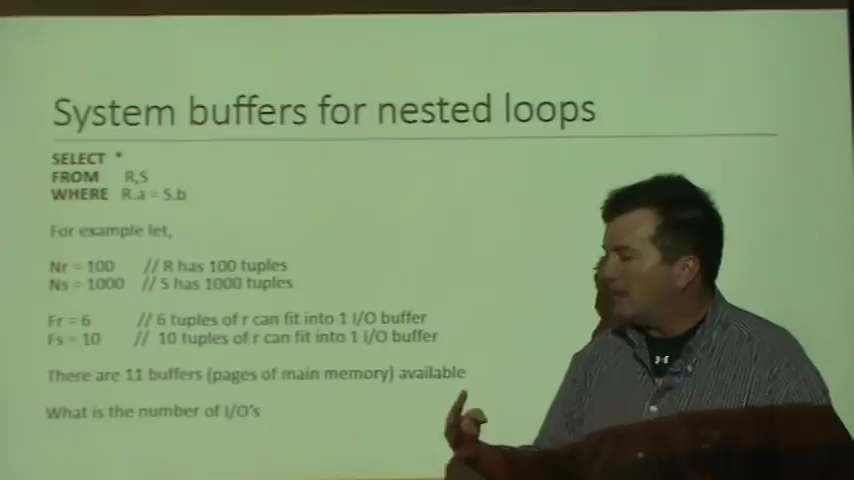 System buffers for nested loops
SELECT *
FROM R,S
WHERE R.a = S.b
For example let,
Nr = 100 // R has 100 tuples
Ns = 1000 // S has 1000 tuples
Fr = 6 // 6 tuples of r can fit into 1 I/O buffer
Fs = 10 // 10 tuples of r can fit into 1 I/O buffer
There are 11 buffers (pages of main memory) available
What is the number of I/O's